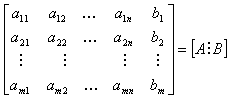 a₁₁ a₁₂ … a₁ₙ b₁
a₂₁ a₂₂ … a₂ₙ b₂ = [A⋮B]
⋮ ⋮ ⋮ ⋮
aₘ₁ aₘ₂ … aₘₙ bₘ